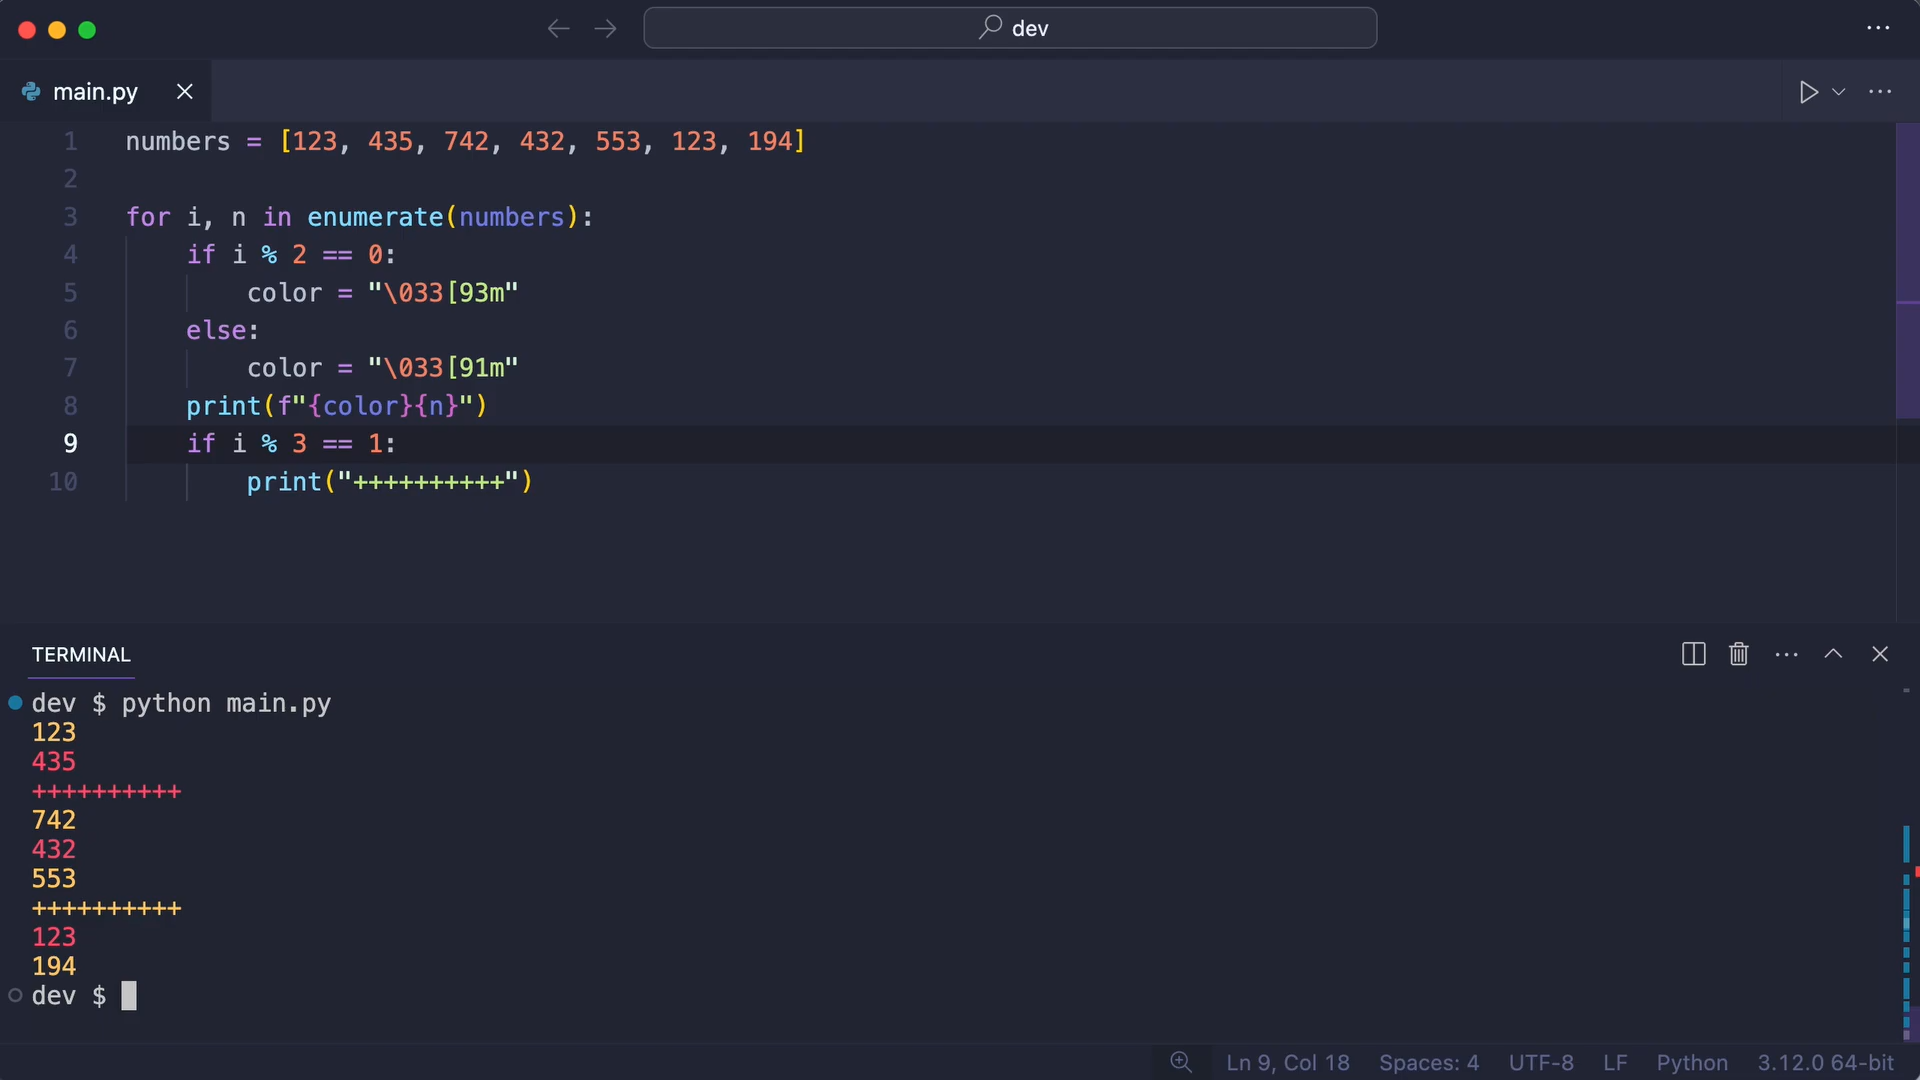 dev
main.py
1 numbers = [123, 435, 742, 432, 553, 123, 194]
2
3 for i, n in enumerate(numbers):
4     if i % 2 == 0:
5         color = "\033[93m"
6     else:
7         color = "\033[91m"
8     print(f"{color}{n}")
9     if i % 3 == 1:
10         print("++++++++++")
TERMINAL
dev $ python main.py
123
435
++++++++++
742
432
553
++++++++++
123
194
dev $
Ln 9, Col 18 Spaces: 4 UTF-8 LF Python 3.12.0 64-bit